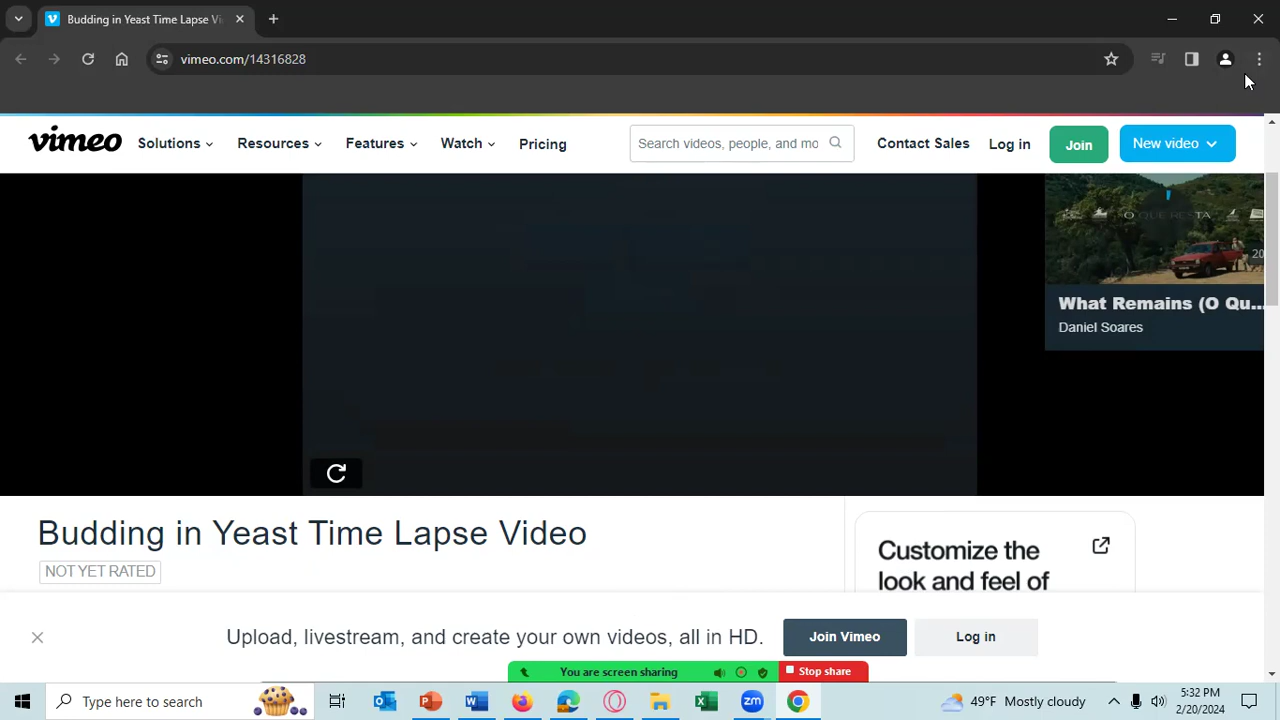 Budding in Yeast Time Lapse Vi
vimeo.com/14316828
vimeo
Solutions
Resources
Features
Watch
Pricing
Search videos, people, and mo
Contact Sales
Log in
Join
New video
O QUE RESTA
20
What Remains (O Qu...
Daniel Soares
Budding in Yeast Time Lapse Video
NOT YET RATED
Customize the
look and feel of
Upload, livestream, and create your own videos, all in HD.
Join Vimeo
Log in
You are screen sharing
Stop share
Type here to search
49°F Mostly cloudy
5:32 PM
2/20/2024